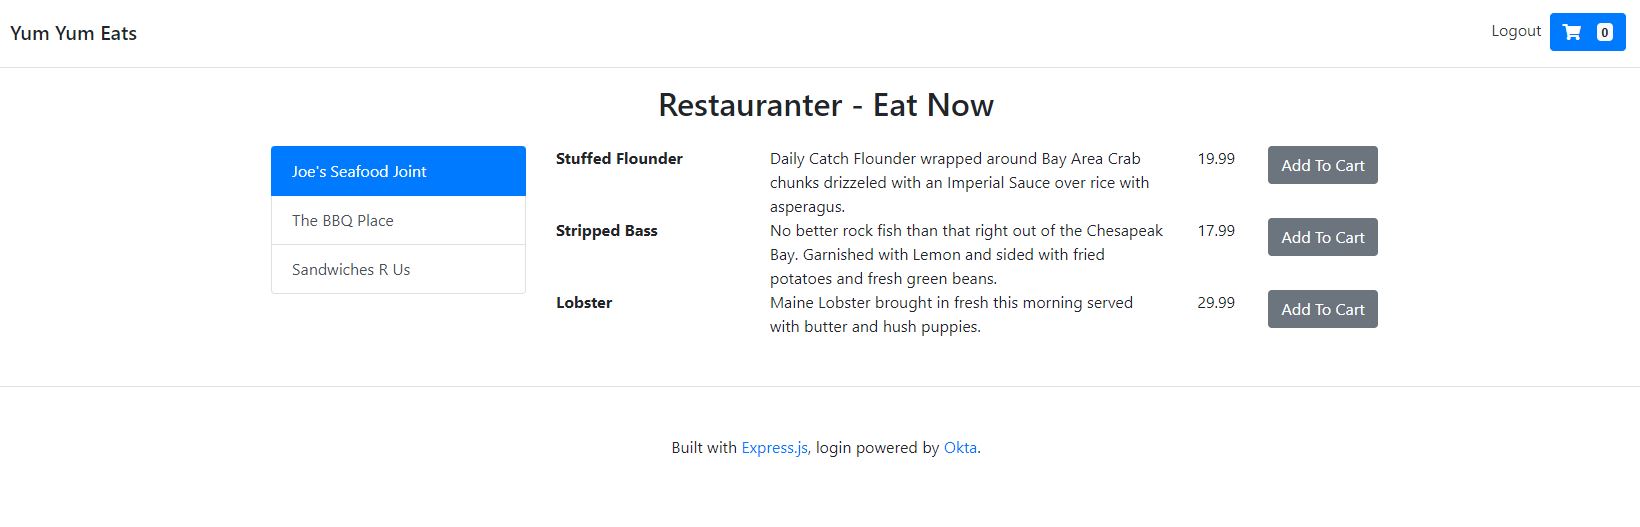 Yum Yum Eats
Logout
0
Restauranter - Eat Now
Joe's Seafood Joint
The BBQ Place
Sandwiches R Us
Stuffed Flounder
Daily Catch Flounder wrapped around Bay Area Crab
chunks drizzeled with an Imperial Sauce over rice with
asperagus.
19.99
Add To Cart
Stripped Bass
No better rock fish than that right out of the Chesapeak
Bay. Garnished with Lemon and sided with fried
potatoes and fresh green beans.
17.99
Add To Cart
Lobster
Maine Lobster brought in fresh this morning served
with butter and hush puppies.
29.99
Add To Cart
Built with Express.js, login powered by Okta.